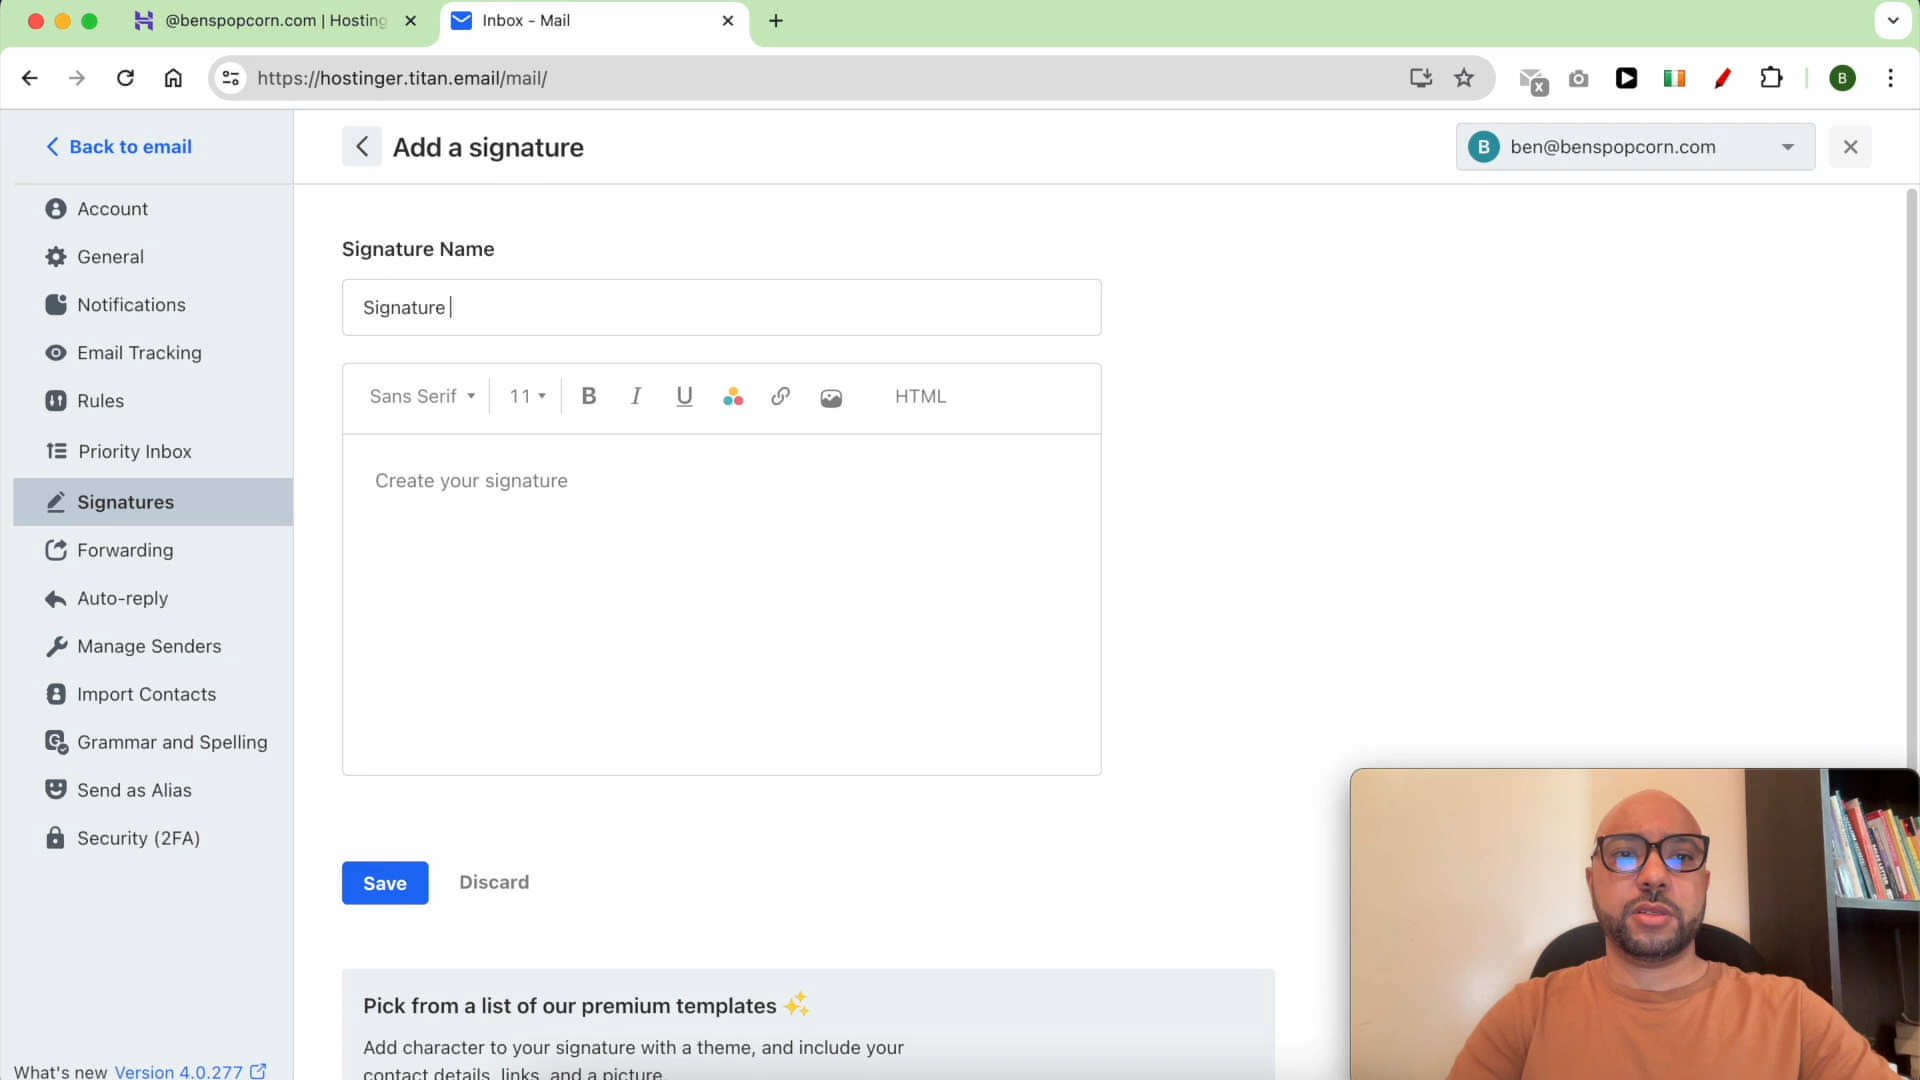 @benspopcorn.com | Hosting
Inbox - Mail
https://hostinger.titan.email/mail/
B
Back to email
Add a signature
B ben@benspopcorn.com
Account
General
Notifications
Email Tracking
Rules
Priority Inbox
Signatures
Forwarding
Auto-reply
Manage Senders
Import Contacts
Grammar and Spelling
Send as Alias
Security (2FA)
What's new Version 4.0.277
Signature Name
Signature
Sans Serif 11 B I U HTML
Create your signature
Save Discard
Pick from a list of our premium templates ✨
Add character to your signature with a theme, and include your
contact details, links, and a picture.